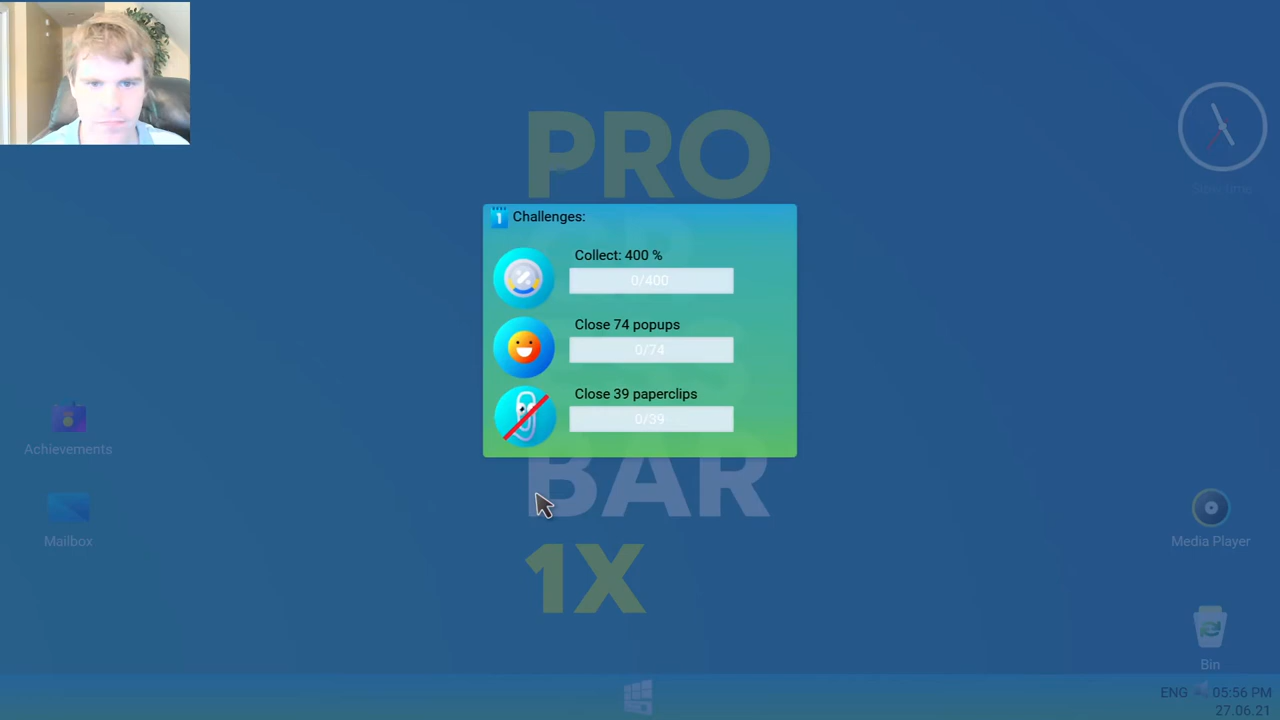 PRO
1 Challenges:
Collect: 400 %
0/400
Close 74 popups
0/74
Close 39 paperclips
0/39
BAR
1X
Achievements
Mailbox
Media Player
Bin
ENG 05:56 PM
27.06.21